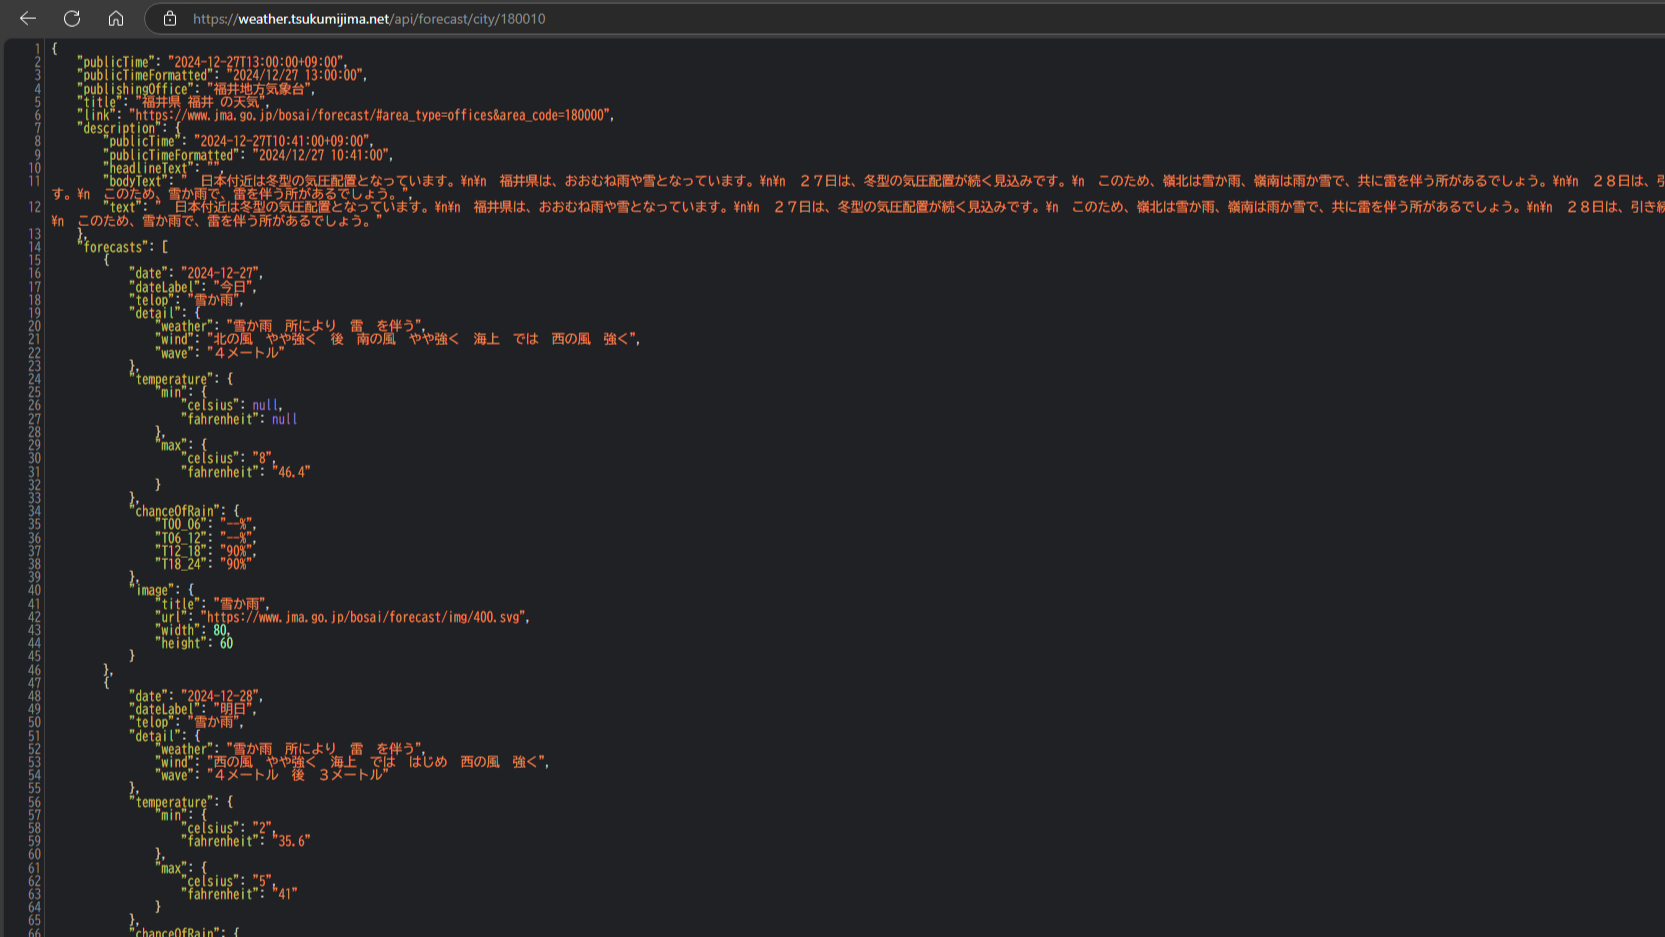 https://weather.tsukumijima.net/api/forecast/city/180010
1 {
2 "publicTime": "2024-12-27T13:00:00+09:00",
3 "publicTimeFormatted": "2024/12/27 13:00:00",
4 "publishingOffice": "福井地方気象台",
5 "title": "福井県 福井 の天気",
6 "link": "https://www.jma.go.jp/bosai/forecast/#area_type=offices&area_code=180000",
7 "description": {
8 "publicTime": "2024-12-27T10:41:00+09:00",
9 "publicTimeFormatted": "2024/12/27 10:41:00",
10 "headlineText": "",
11 "bodyText": "　日本付近は冬型の気圧配置となっています。¥n¥n　福井県は、おおむね雨や雪となっています。¥n¥n　２７日は、冬型の気圧配置が続く見込みです。¥n　このため、嶺北は雪か雨、嶺南は雨か雪で、共に雷を伴う所があるでしょう。¥n¥n　２８日は、引
す。¥n　このため、雪か雨で、雷を伴う所があるでしょう。",
12 "text": "　日本付近は冬型の気圧配置となっています。¥n¥n　福井県は、おおむね雨や雪となっています。¥n¥n　２７日は、冬型の気圧配置が続く見込みです。¥n　このため、嶺北は雪か雨、嶺南は雨か雪で、共に雷を伴う所があるでしょう。¥n¥n　２８日は、引き続
¥n　このため、雪か雨で、雷を伴う所があるでしょう。"
13 },
14 "forecasts": [
15 {
16 "date": "2024-12-27",
17 "dateLabel": "今日",
18 "telop": "雪か雨",
19 "detail": {
20 "weather": "雪か雨　所により　雷　を伴う",
21 "wind": "北の風　やや強く　後　南の風　やや強く　海上　では　西の風　強く",
22 "wave": "４メートル"
23 },
24 "temperature": {
25 "min": {
26 "celsius": null,
27 "fahrenheit": null
28 },
29 "max": {
30 "celsius": "8",
31 "fahrenheit": "46.4"
32 }
33 },
34 "chanceOfRain": {
35 "T00_06": "--%",
36 "T06_12": "--%",
37 "T12_18": "90%",
38 "T18_24": "90%"
39 },
40 "image": {
41 "title": "雪か雨",
42 "url": "https://www.jma.go.jp/bosai/forecast/img/400.svg",
43 "width": 80,
44 "height": 60
45 }
46 },
47 {
48 "date": "2024-12-28",
49 "dateLabel": "明日",
50 "telop": "雪か雨",
51 "detail": {
52 "weather": "雪か雨　所により　雷　を伴う",
53 "wind": "西の風　やや強く　海上　では　はじめ　西の風　強く",
54 "wave": "４メートル　後　３メートル"
55 },
56 "temperature": {
57 "min": {
58 "celsius": "2",
59 "fahrenheit": "35.6"
60 },
61 "max": {
62 "celsius": "5",
63 "fahrenheit": "41"
64 }
65 },
66 "chanceOfRain": {